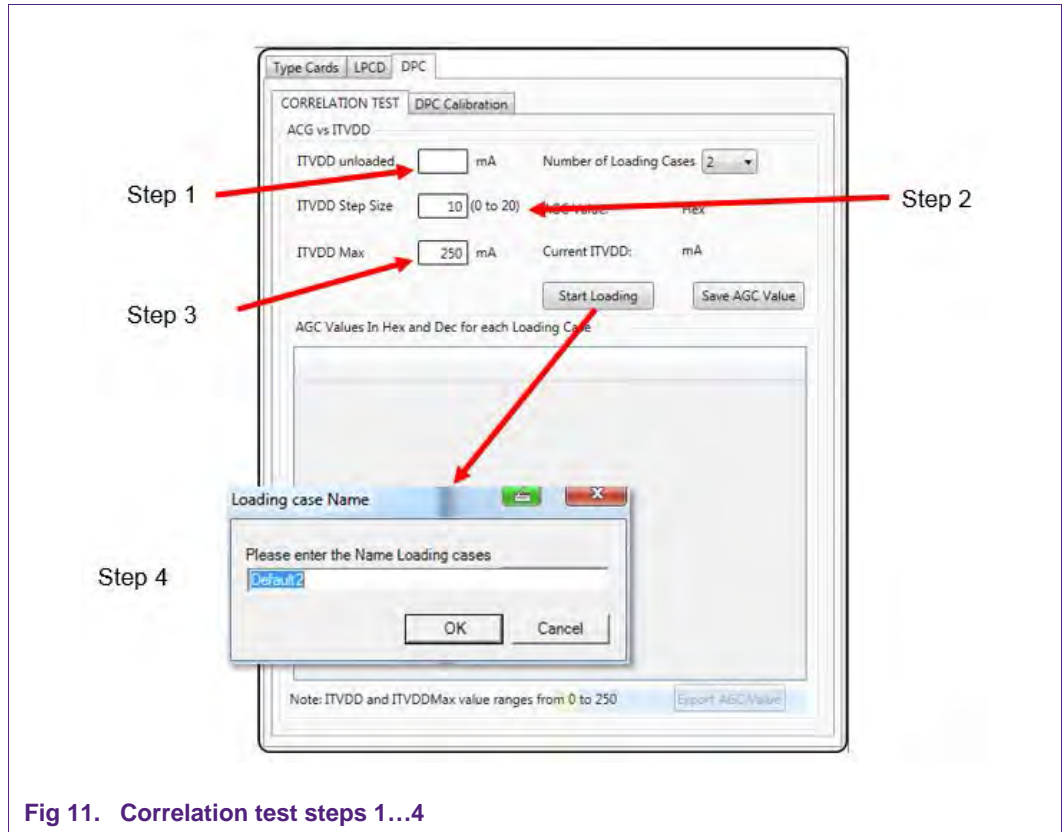 Type Cards LPCD DPC
CORRELATION TEST DPC Calibration
ACG vs ITVDD
ITVDD unloaded mA Number of Loading Cases 2
Step 1
ITVDD Step Size 10 (0 to 20) AGC Value: Hex
Step 2
ITVDD Max 250 mA Current ITVDD: mA
Step 3
Start Loading Save AGC Value
AGC Values In Hex and Dec for each Loading Case
Loading case Name
Please enter the Name Loading cases
Default2
Step 4
OK Cancel
Note: ITVDD and ITVDDMax value ranges from 0 to 250 Export AGC Value
Fig 11. Correlation test steps 1…4